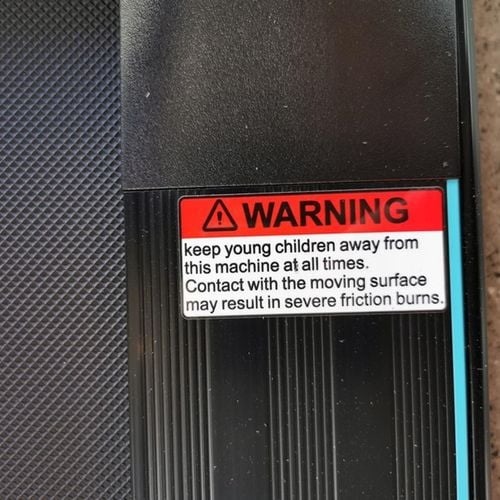 WARNING
keep young children away from
this machine at all times.
Contact with the moving surface
may result in severe friction burns.